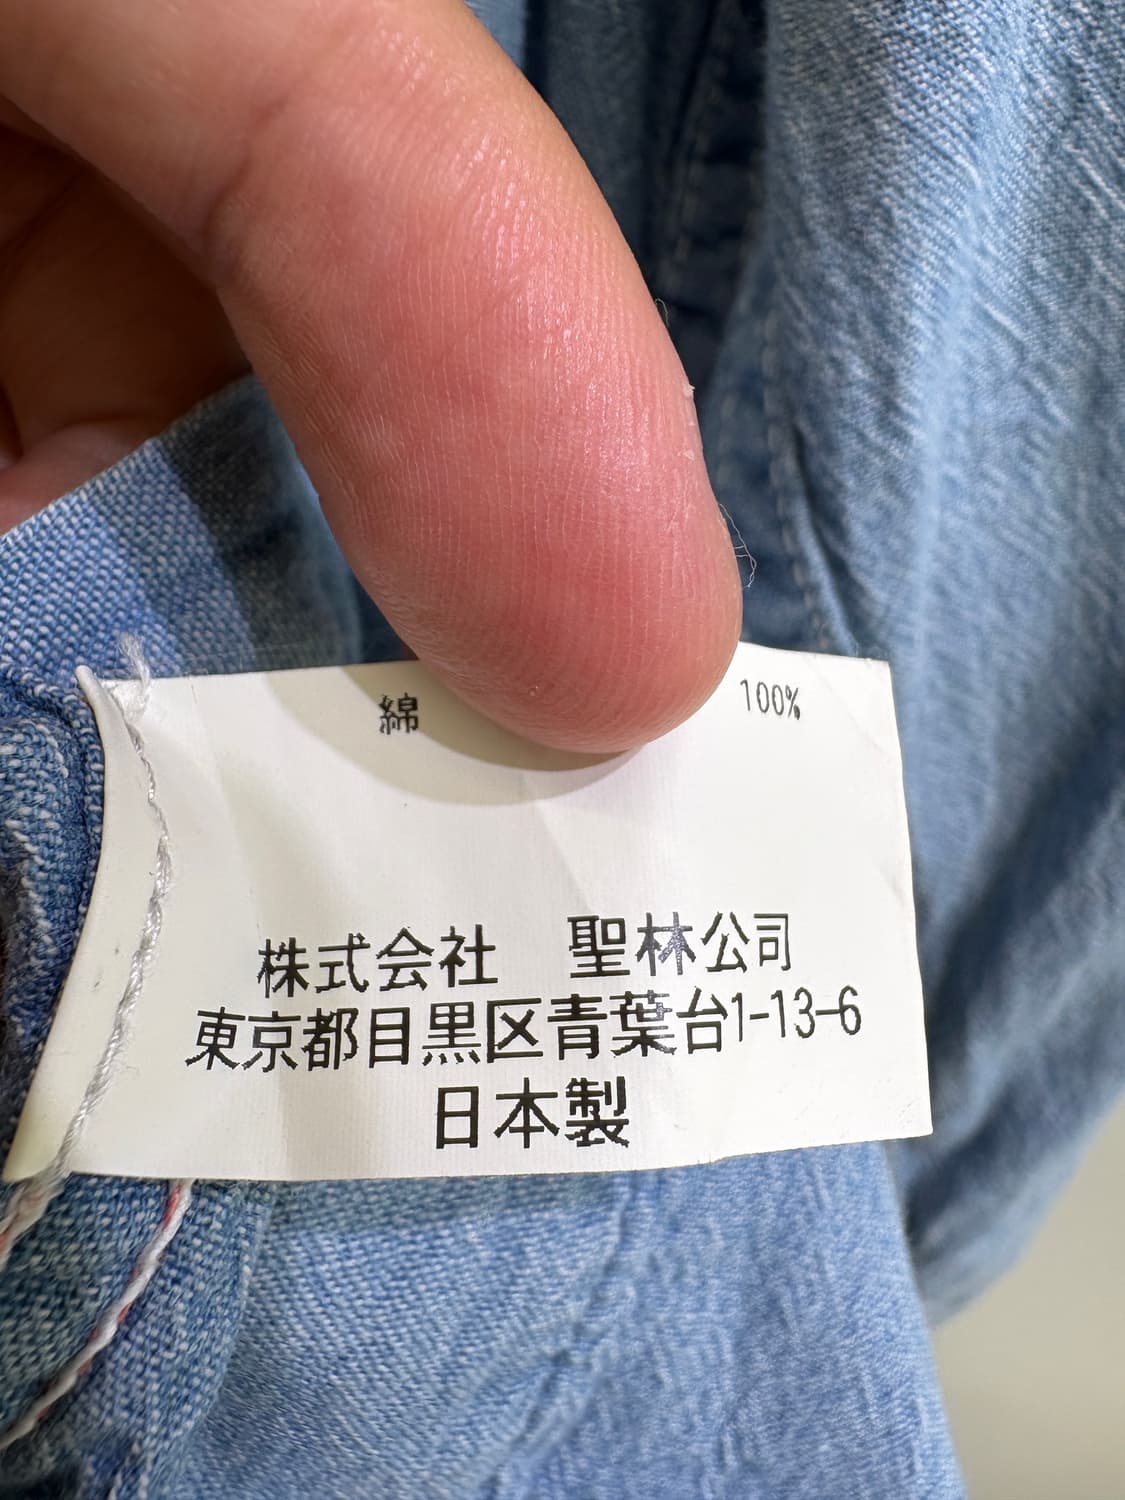 綿 100%
株式会社 聖林公司
東京都目黒区青葉台1-13-6
日本製